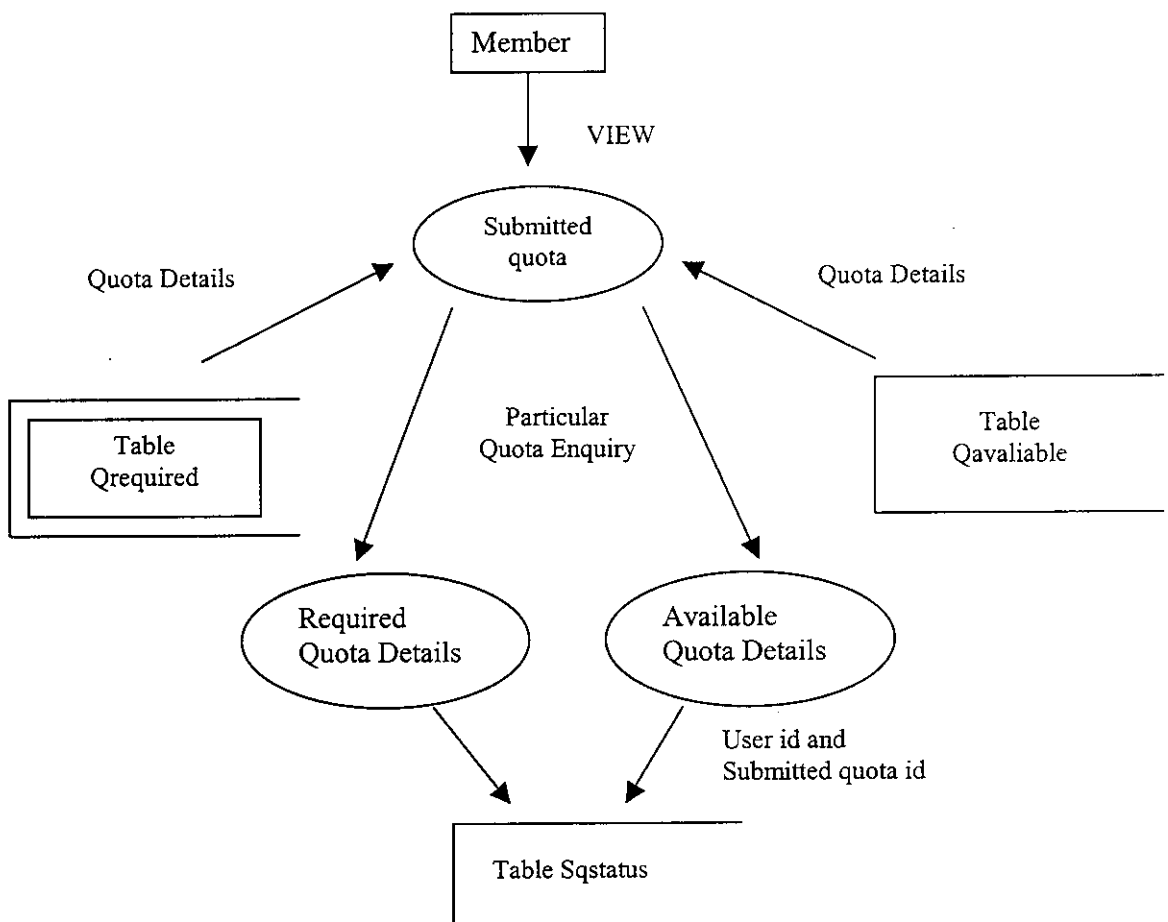 Member
VIEW
Submitted
quota
Quota Details
Quota Details
Table
Qrequired
Particular
Quota Enquiry
Table
Qavaliable
Required
Quota Details
Available
Quota Details
User id and
Submitted quota id
Table Sqstatus